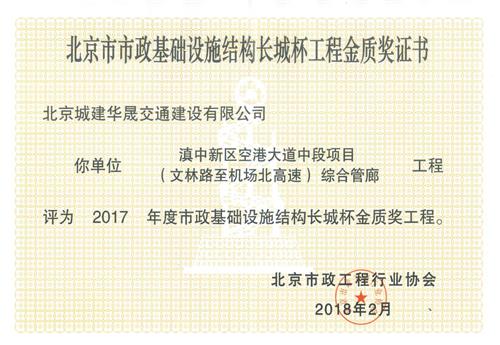 北京市市政基础设施结构长城杯工程金质奖证书
北京城建华晟交通建设有限公司
你单位 滇中新区空港大道中段项目 工程
（文林路至机场北高速）综合管廊
评为 2017 年度市政基础设施结构长城杯金质奖工程。
北京市政工程行业协会
2018年2月